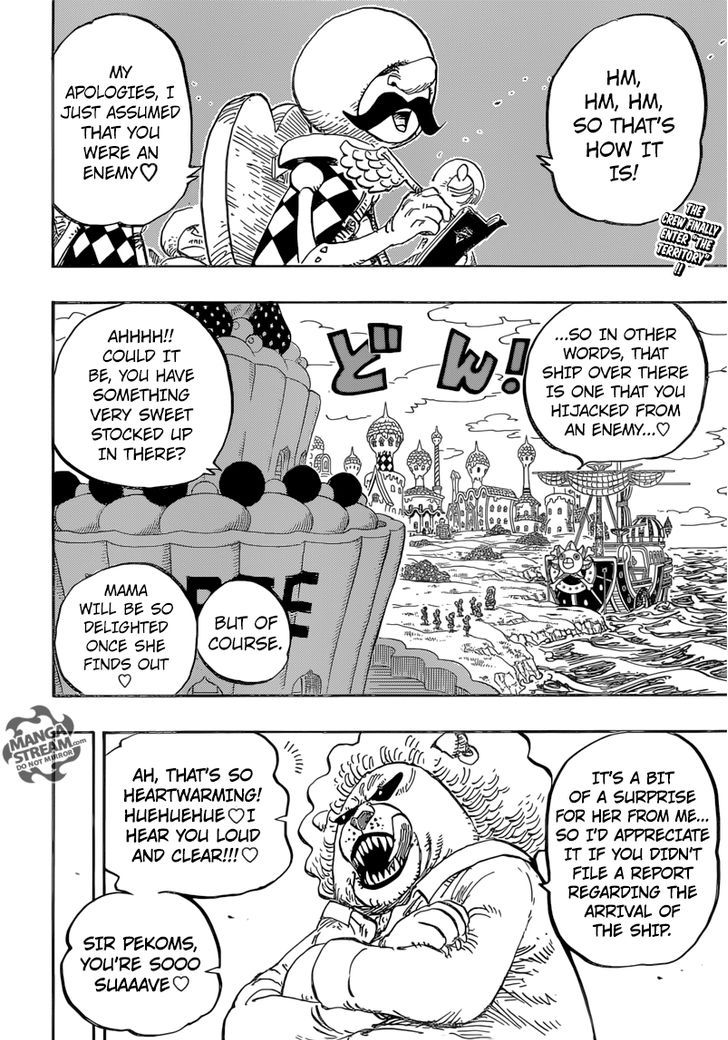 HM,
HM, HM,
SO THAT'S
HOW IT
IS!
MY
APOLOGIES, I
JUST ASSUMED
THAT YOU
WERE AN
ENEMY♡
THE
CREW FINALLY
ENTER "THE
TERRITORY"
!!
...SO IN OTHER
WORDS, THAT
SHIP OVER THERE
IS ONE THAT YOU
HIJACKED FROM
AN ENEMY...♡
どん!
AHHHH!!
COULD IT
BE, YOU HAVE
SOMETHING
VERY SWEET
STOCKED UP
IN THERE?
BUT OF
COURSE.
MAMA
WILL BE SO
DELIGHTED
ONCE SHE
FINDS OUT
♡
MANGA
STREAM.com
DO NOT MIRROR
IT'S A BIT
OF A SURPRISE
FOR HER FROM ME...
SO I'D APPRECIATE
IT IF YOU DIDN'T
FILE A REPORT
REGARDING THE
ARRIVAL OF
THE SHIP.
AH, THAT'S SO
HEARTWARMING!
HUEHUEHUE♡I
HEAR YOU LOUD
AND CLEAR!!!♡
SIR PEKOMS,
YOU'RE SOOO
SUAAAVE♡